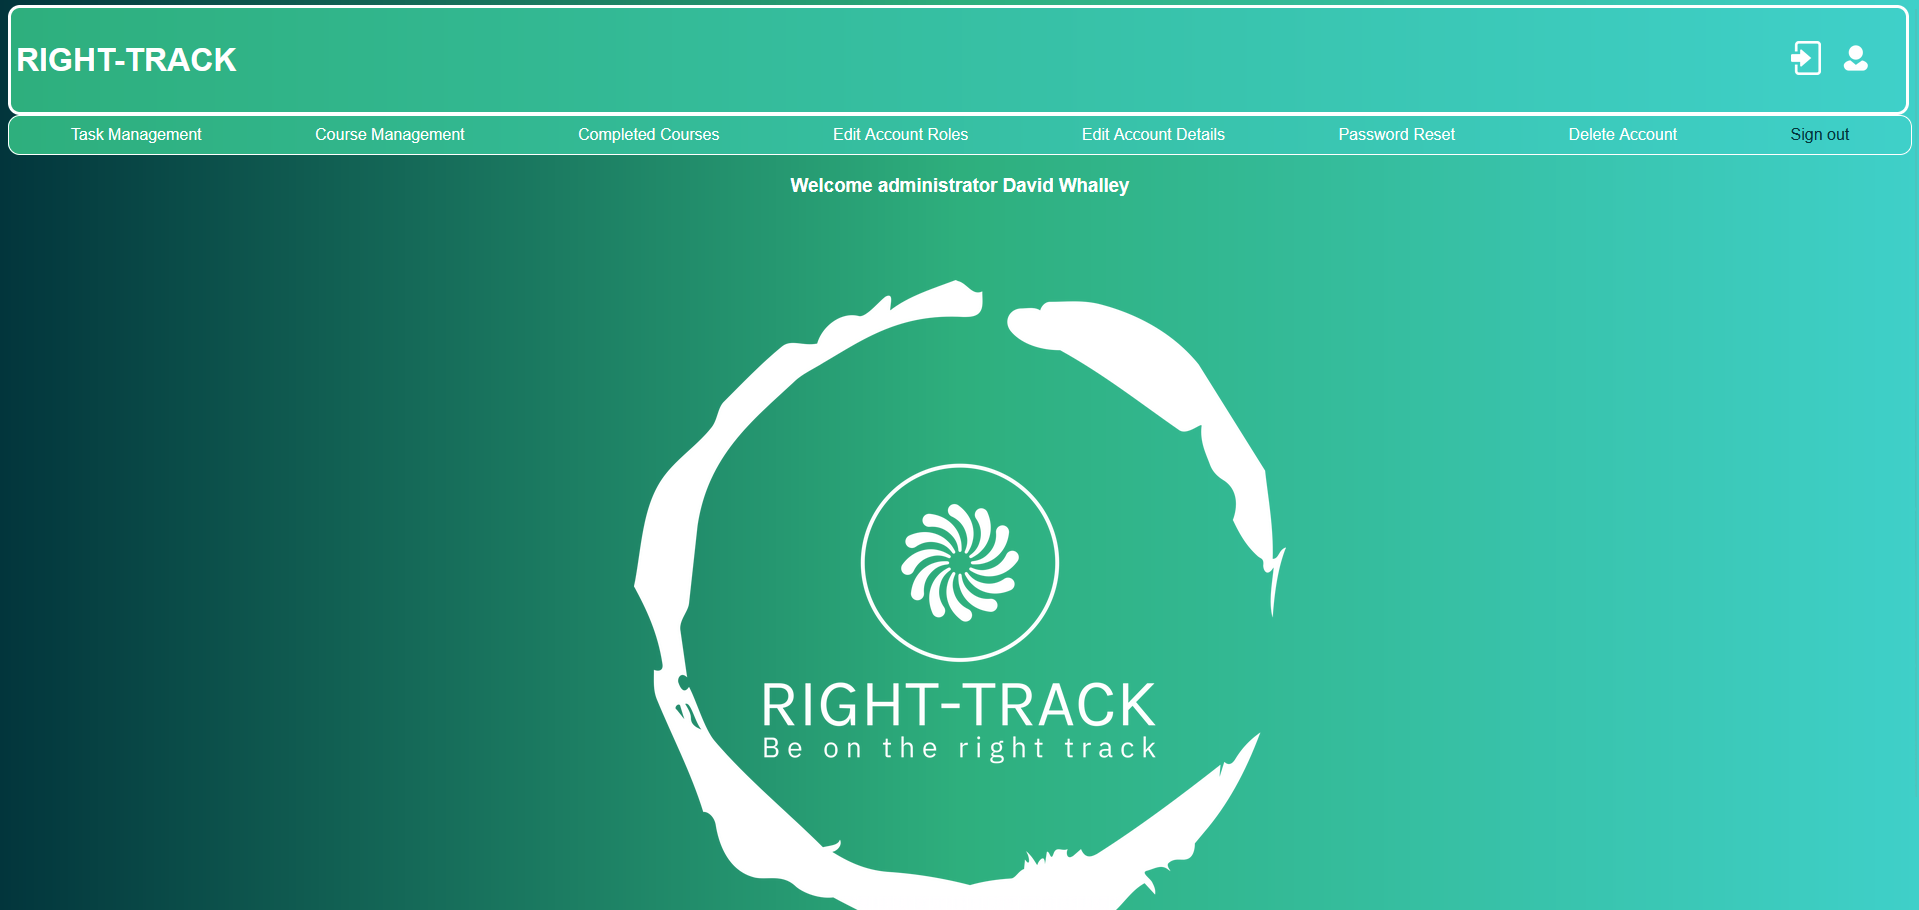 RIGHT-TRACK
Task Management Course Management Completed Courses Edit Account Roles Edit Account Details Password Reset Delete Account Sign out
Welcome administrator David Whalley
RIGHT-TRACK
Be on the right track